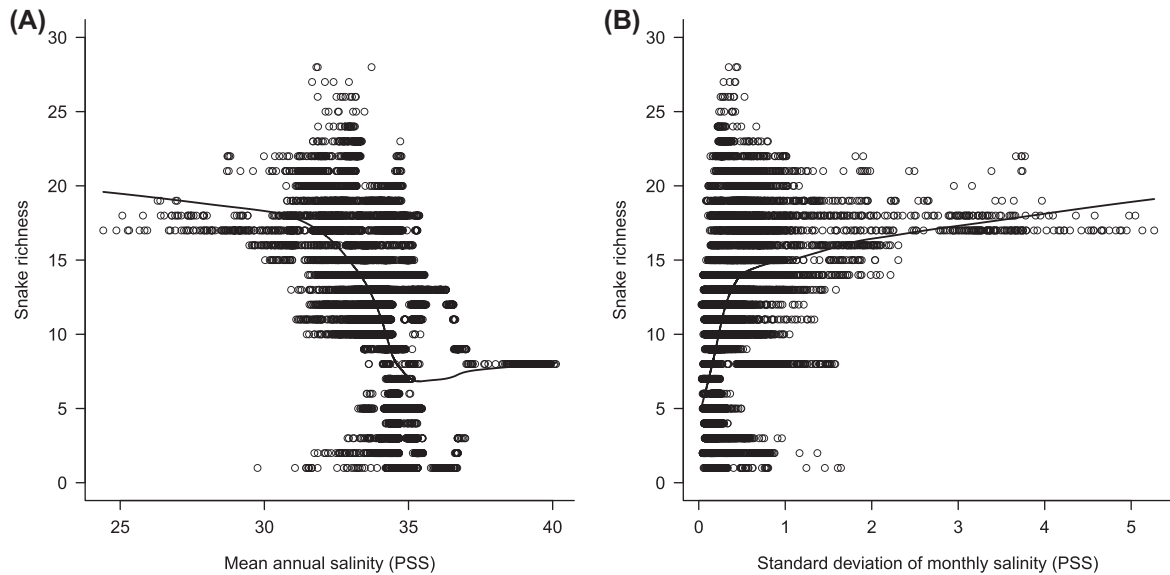 (A)
30
25
20
15
10
5
0
Snake richness
25 30 35 40
Mean annual salinity (PSS)
(B)
30
25
20
15
10
5
0
Snake richness
0 1 2 3 4 5
Standard deviation of monthly salinity (PSS)